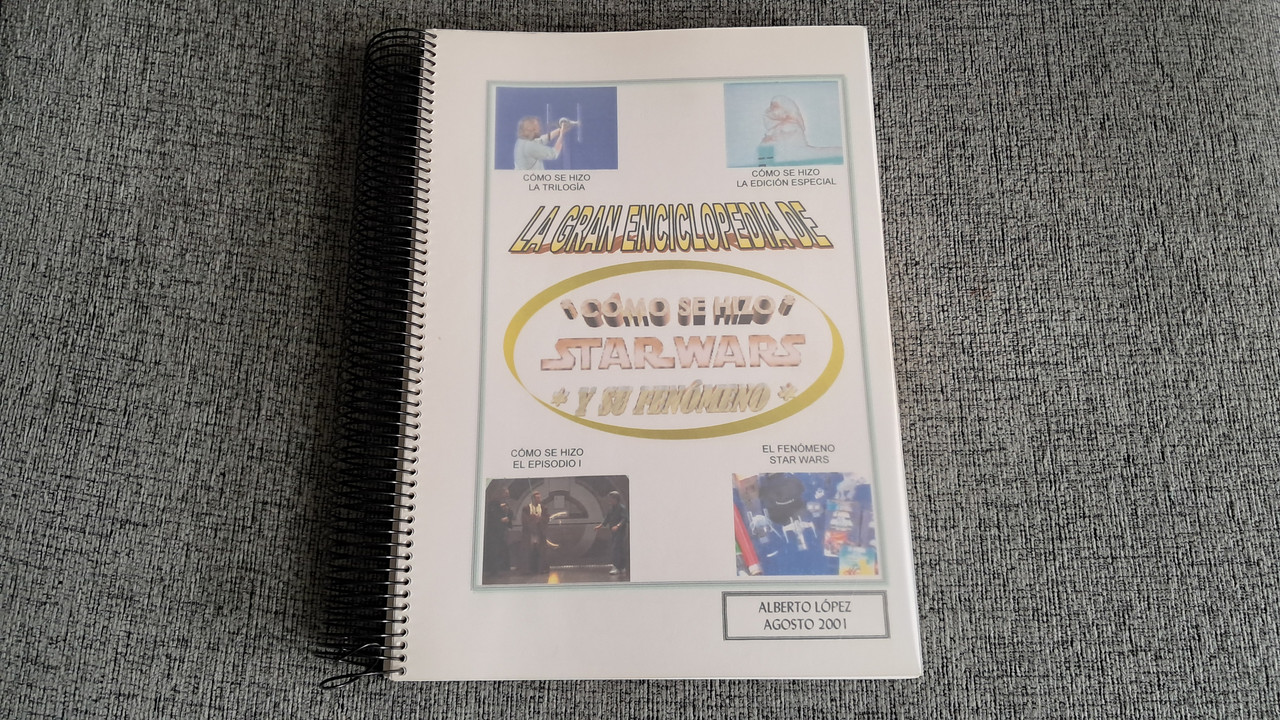 CÓMO SE HIZO
LA TRILOGÍA
CÓMO SE HIZO
LA EDICIÓN ESPECIAL
LA GRAN ENCICLOPEDIA DE
* CÓMO SE HIZO *
STAR WARS
* Y SU FENÓMENO *
CÓMO SE HIZO
EL EPISODIO I
EL FENÓMENO
STAR WARS
ALBERTO LÓPEZ
AGOSTO 2001